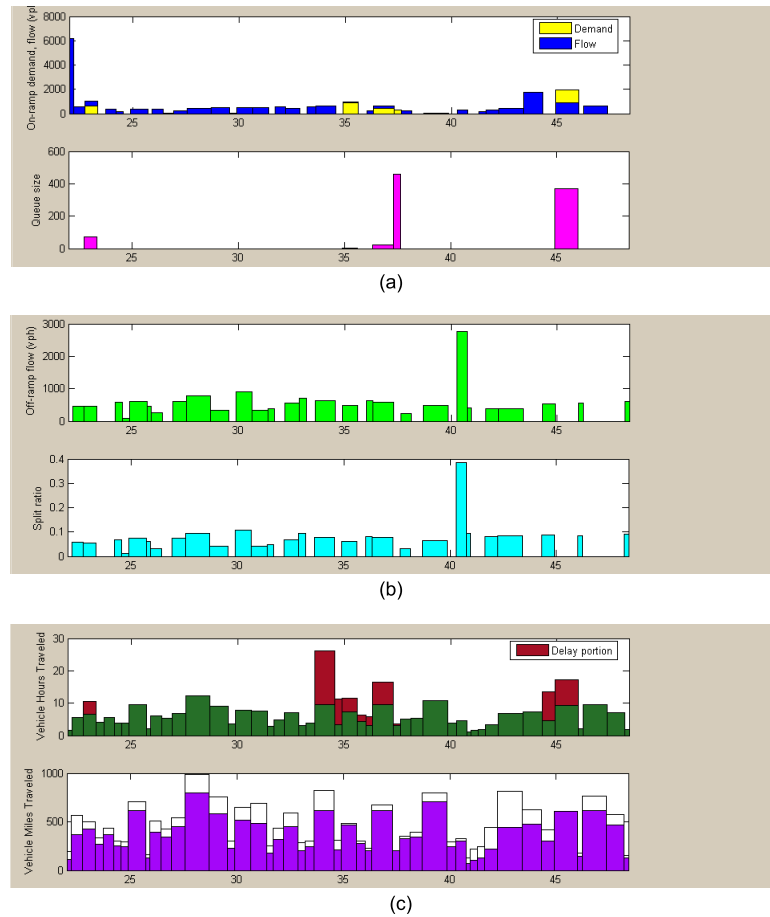 On-ramp demand, flow (vph
8000
6000
4000
2000
0
Demand
Flow
25 30 35 40 45
Queue size
600
400
200
0
25 30 35 40 45
(a)
Off-ramp flow (vph)
3000
2000
1000
0
25 30 35 40 45
Split ratio
0.4
0.3
0.2
0.1
0
25 30 35 40 45
(b)
Vehicle Hours Traveled
30
20
10
0
Delay portion
25 30 35 40 45
Vehicle Miles Traveled
1000
500
0
25 30 35 40 45
(c)